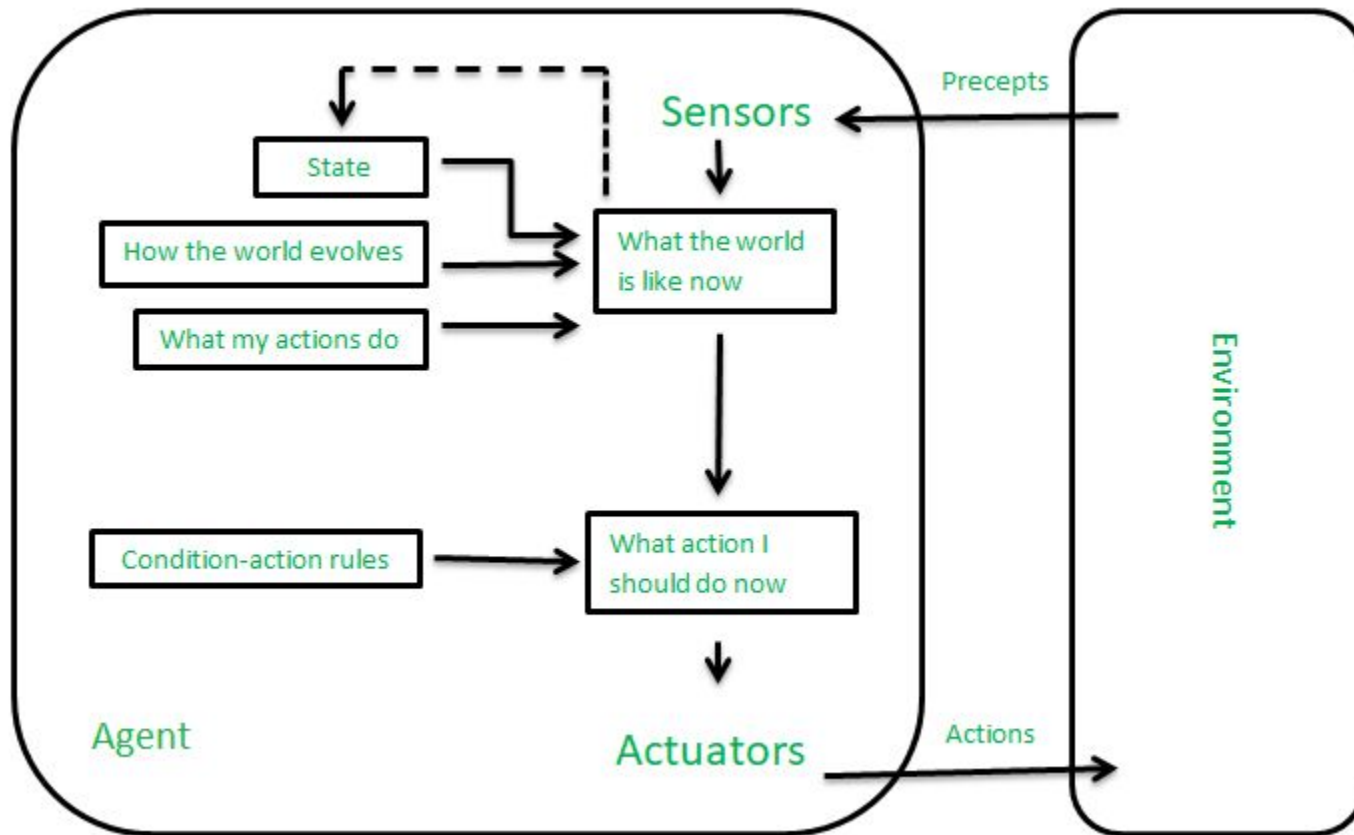 Precepts
Sensors
State
How the world evolves
What the world
is like now
What my actions do
Environment
Condition-action rules
What action I
should do now
Agent
Actuators
Actions